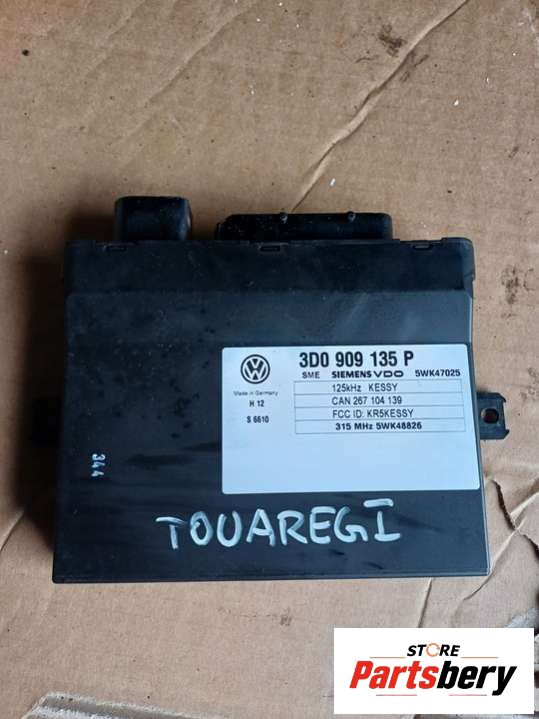 3D0 909 135 P
SME SIEMENS VDO 5WK47025
Made in Germany
125kHz KESSY
H 12
CAN 267 104 139
FCC ID: KR5KESSY
S 6610
315 MHz 5WK48826
344
TOUAREG I
STORE
Partsbery